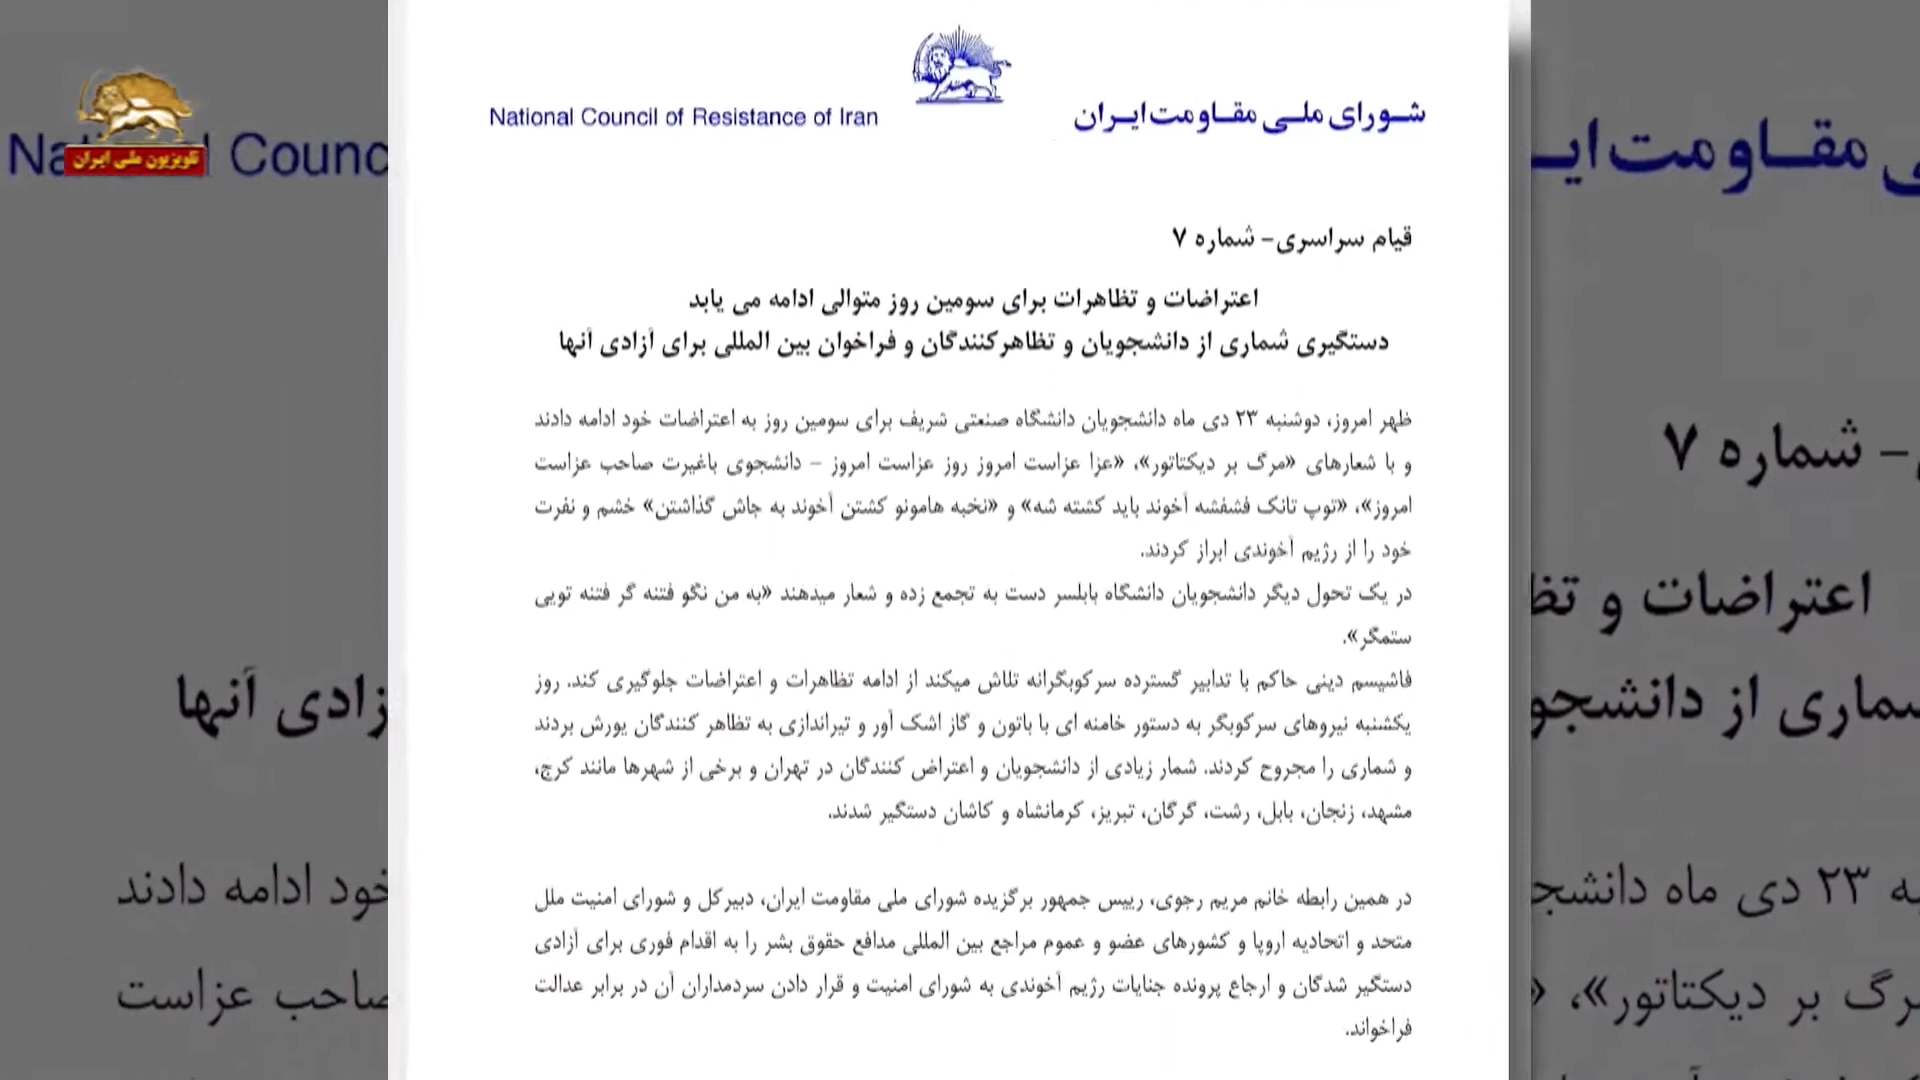 تلویزیون ملی ایران
National Council of Resistance of Iran
شورای ملی مقاومت ایران
قیام سراسری- شماره ۷
اعتراضات و تظاهرات برای سومین روز متوالی ادامه می یابد
دستگیری شماری از دانشجویان و تظاهرکنندگان و فراخوان بین المللی برای آزادی آنها
ظهر امروز، دوشنبه ۲۳ دی ماه دانشجویان دانشگاه صنعتی شریف برای سومین روز به اعتراضات خود ادامه دادند
و با شعارهای «مرگ بر دیکتاتور»، «عزا عزاست امروز روز عزاست امروز – دانشجوی باغیرت صاحب عزاست
امروز»، «توپ تانک فشفشه آخوند باید کشته شه» و «نخبه هامونو کشتن آخوند به جاش گذاشتن» خشم و نفرت
خود را از رژیم آخوندی ابراز کردند.
در یک تحول دیگر دانشجویان دانشگاه بابلسر دست به تجمع زده و شعار میدهند «به من نگو فتنه گر فتنه تویی
ستمگر».
فاشیسم دینی حاکم با تدابیر گسترده سرکوبگرانه تلاش میکند از ادامه تظاهرات و اعتراضات جلوگیری کند. روز
یکشنبه نیروهای سرکوبگر به دستور خامنه ای با باتون و گاز اشک آور و تیراندازی به تظاهر کنندگان یورش بردند
و شماری را مجروح کردند. شمار زیادی از دانشجویان و اعتراض کنندگان در تهران و برخی از شهرها مانند کرج،
مشهد، زنجان، بابل، رشت، گرگان، تبریز، کرمانشاه و کاشان دستگیر شدند.
در همین رابطه خانم مریم رجوی، رییس جمهور برگزیده شورای ملی مقاومت ایران، دبیرکل و شورای امنیت ملل
متحد و اتحادیه اروپا و کشورهای عضو و عموم مراجع بین المللی مدافع حقوق بشر را به اقدام فوری برای آزادی
دستگیر شدگان و ارجاع پرونده جنایات رژیم آخوندی به شورای امنیت و قرار دادن سردمداران آن در برابر عدالت
فراخواند.